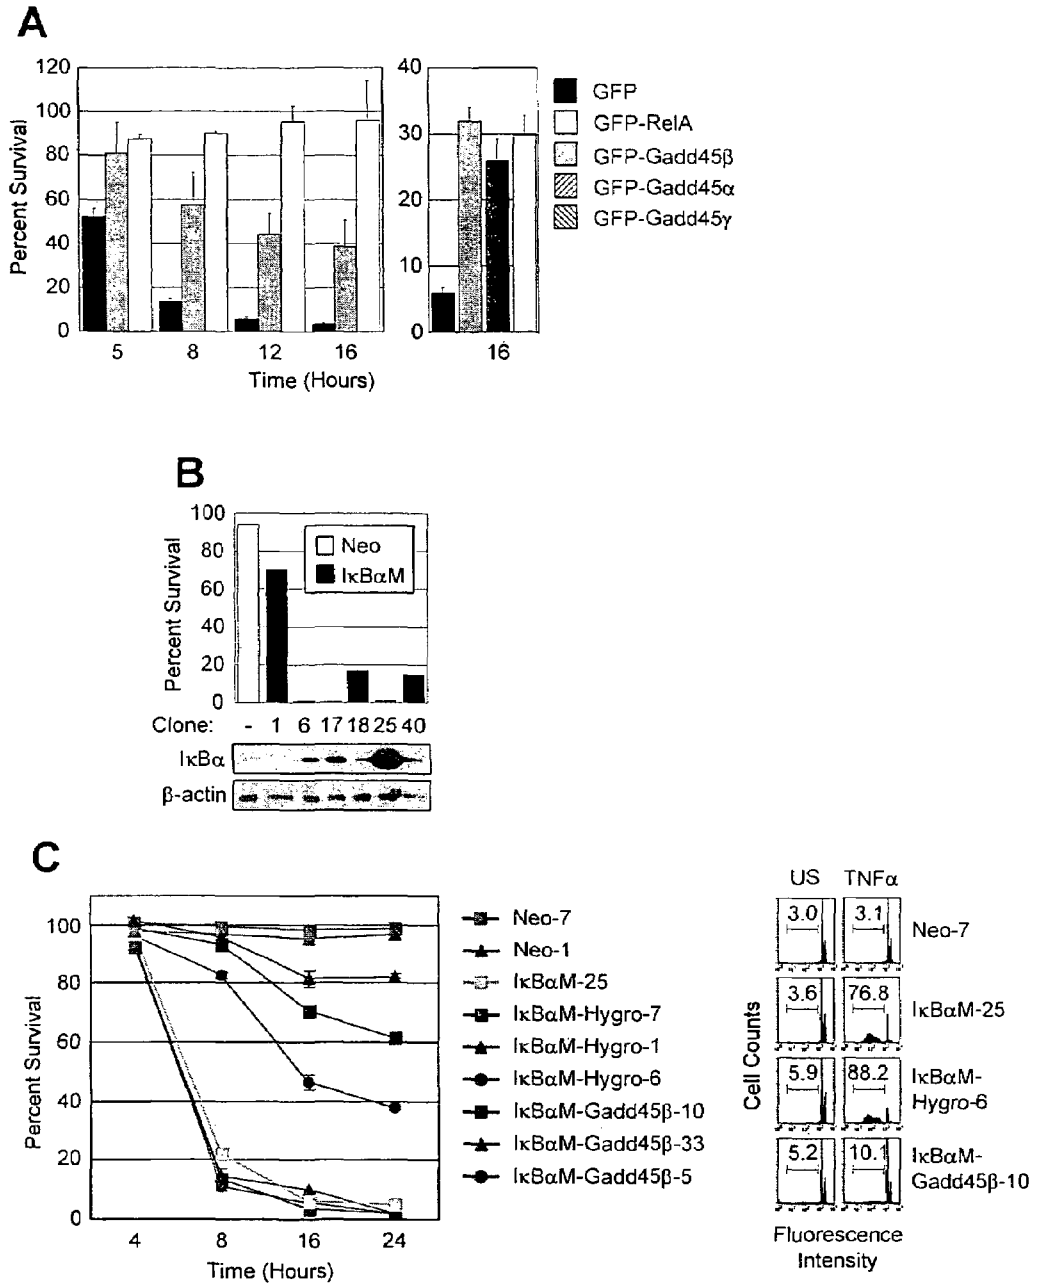 A
120
100
80
60
40
20
0
Percent Survival
5 8 12 16
Time (Hours)
40
30
20
10
0
16
GFP
GFP-RelA
GFP-Gadd45β
GFP-Gadd45α
GFP-Gadd45γ
B
100
80
60
40
20
0
Percent Survival
Neo
IκBαM
Clone: - 1 6 17 18 25 40
IκBα
β-actin
C
100
80
60
40
20
0
Percent Survival
4 8 16 24
Time (Hours)
Neo-7
Neo-1
IκBαM-25
IκBαM-Hygro-7
IκBαM-Hygro-1
IκBαM-Hygro-6
IκBαM-Gadd45β-10
IκBαM-Gadd45β-33
IκBαM-Gadd45β-5
US TNFα
3.0 3.1 Neo-7
3.6 76.8 IκBαM-25
5.9 88.2 IκBαM-
Hygro-6
5.2 10.1 IκBαM-
Gadd45β-10
Cell Counts
Fluorescence
Intensity